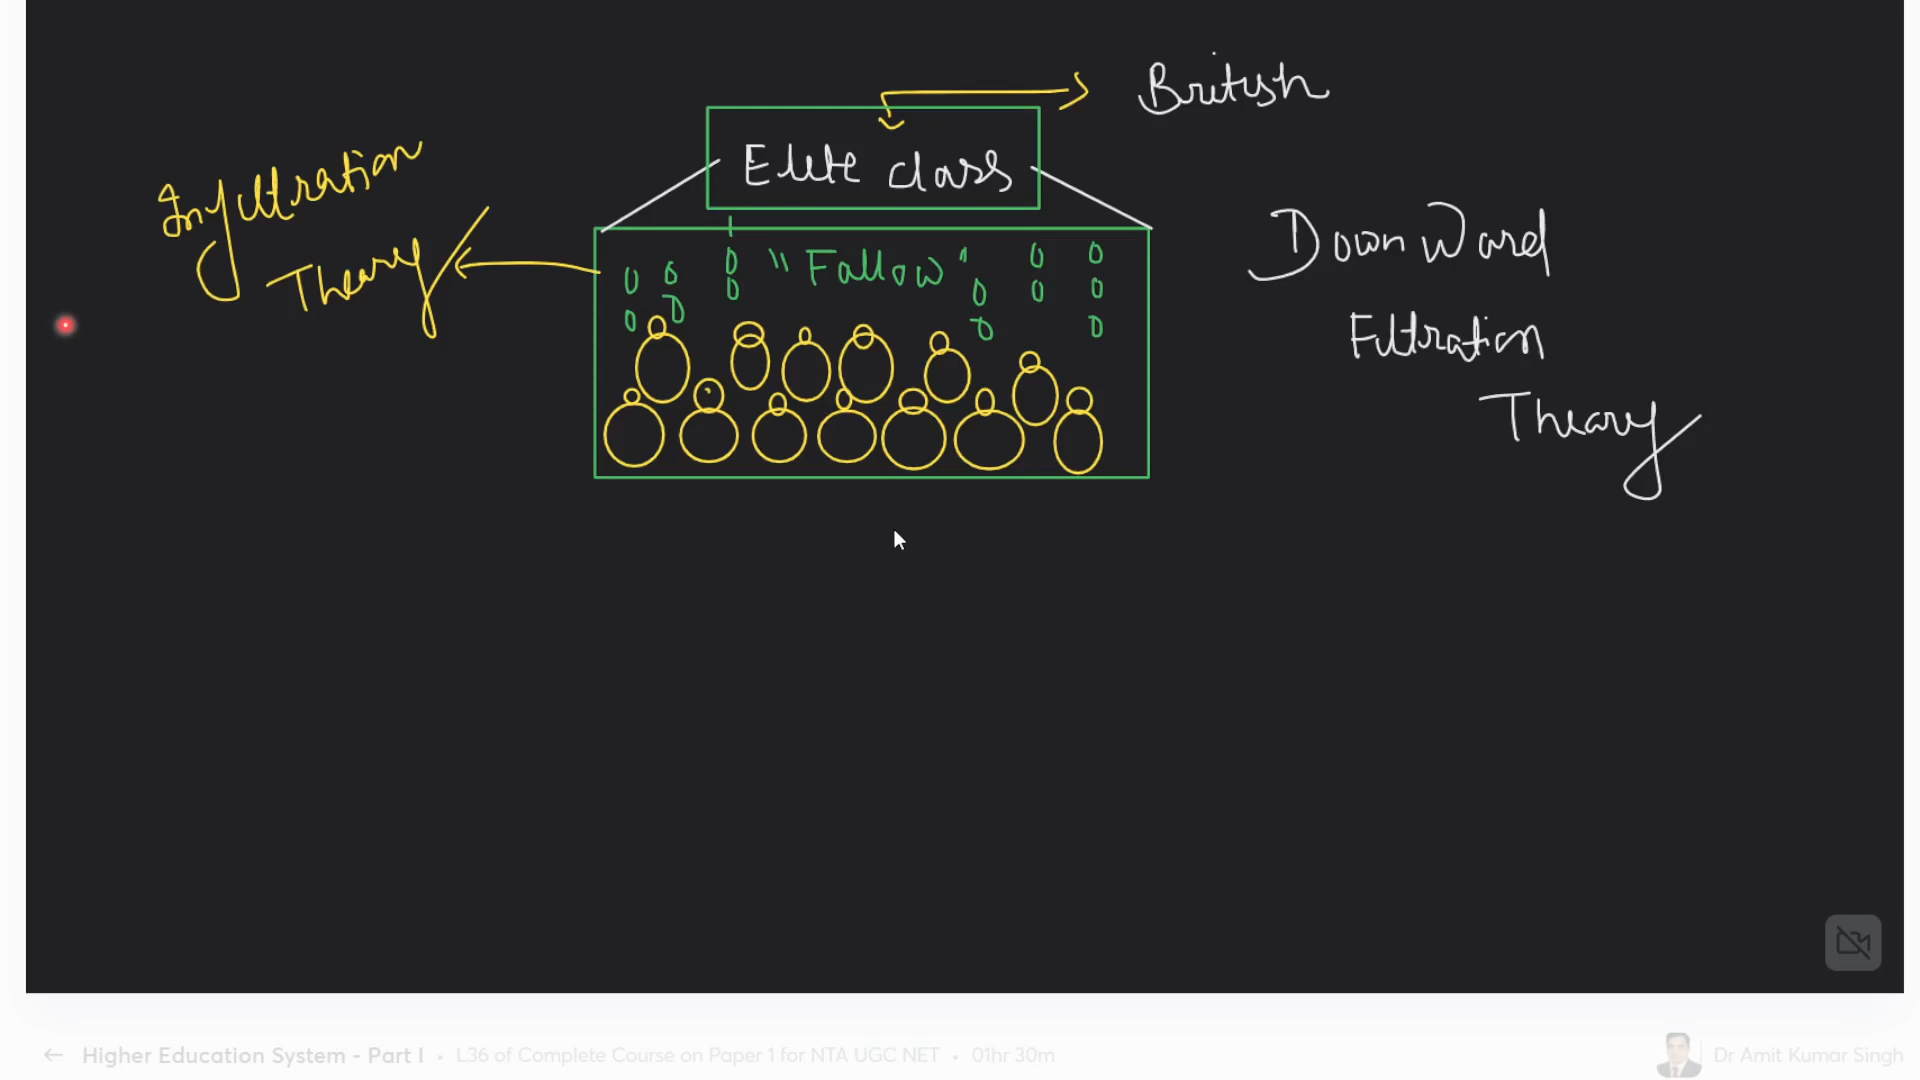 British
Elite class
Infiltration
Theory
"Follow"
DownWard
Filtration
Theory
Higher Education System - Part I • L36 of Complete Course on Paper 1 for NTA UGC NET • 01hr 30m
Dr Amit Kumar Singh